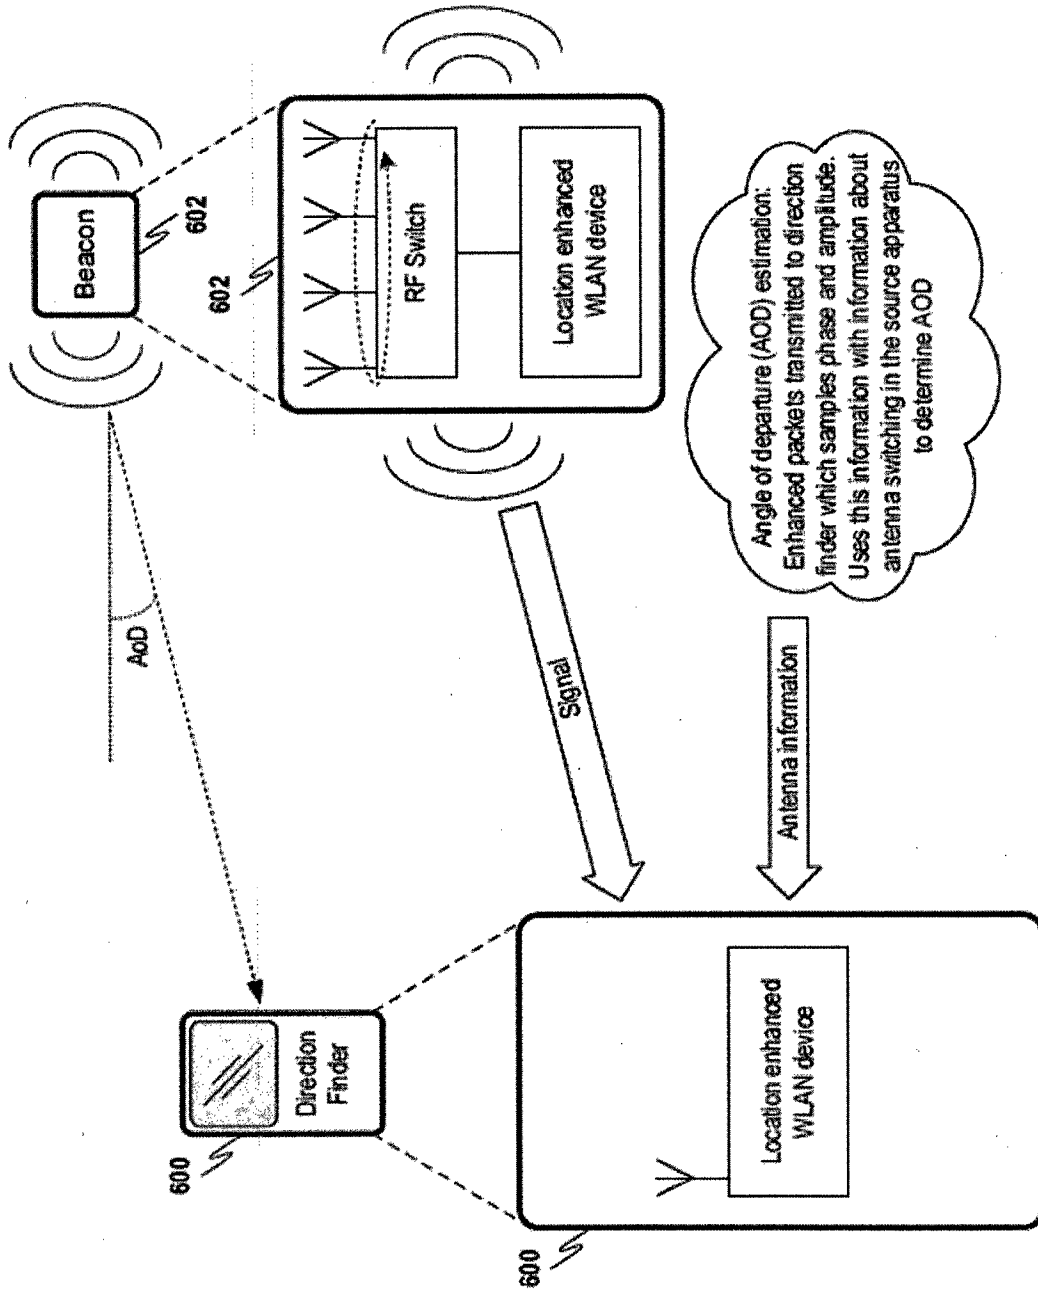 Beacon
602
AoD
Direction
Finder
600
602
RF Switch
Location enhanced
WLAN device
Signal
Antenna information
Angle of departure (AOD) estimation:
Enhanced packets transmitted to direction
finder which samples phase and amplitude.
Uses this information with information about
antenna switching in the source apparatus
to determine AOD
600
Location enhanced
WLAN device